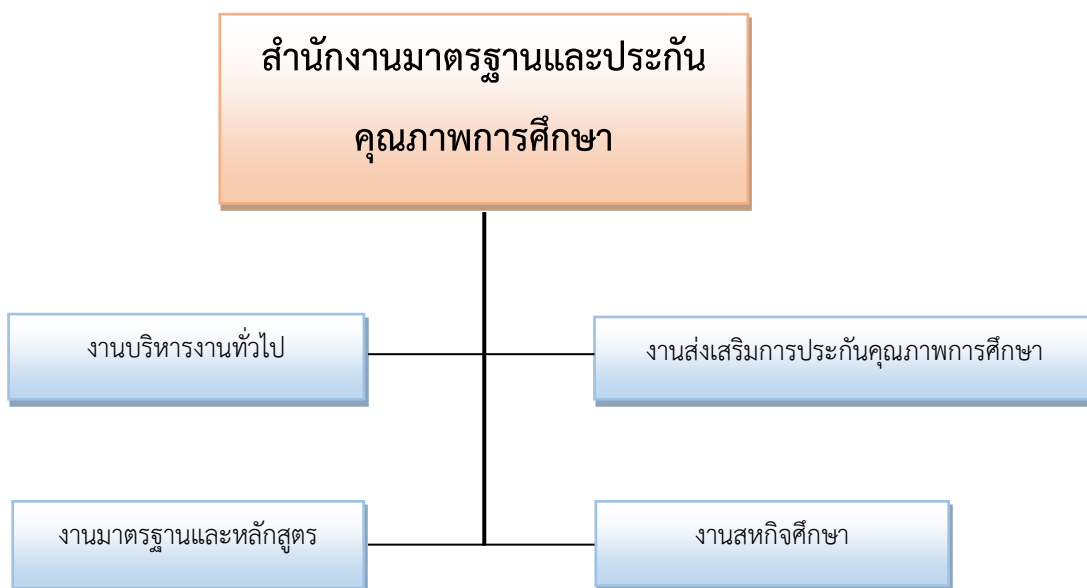 สำนักงานมาตรฐานและประกัน
คุณภาพการศึกษา
งานบริหารงานทั่วไป
งานส่งเสริมการประกันคุณภาพการศึกษา
งานมาตรฐานและหลักสูตร
งานสหกิจศึกษา